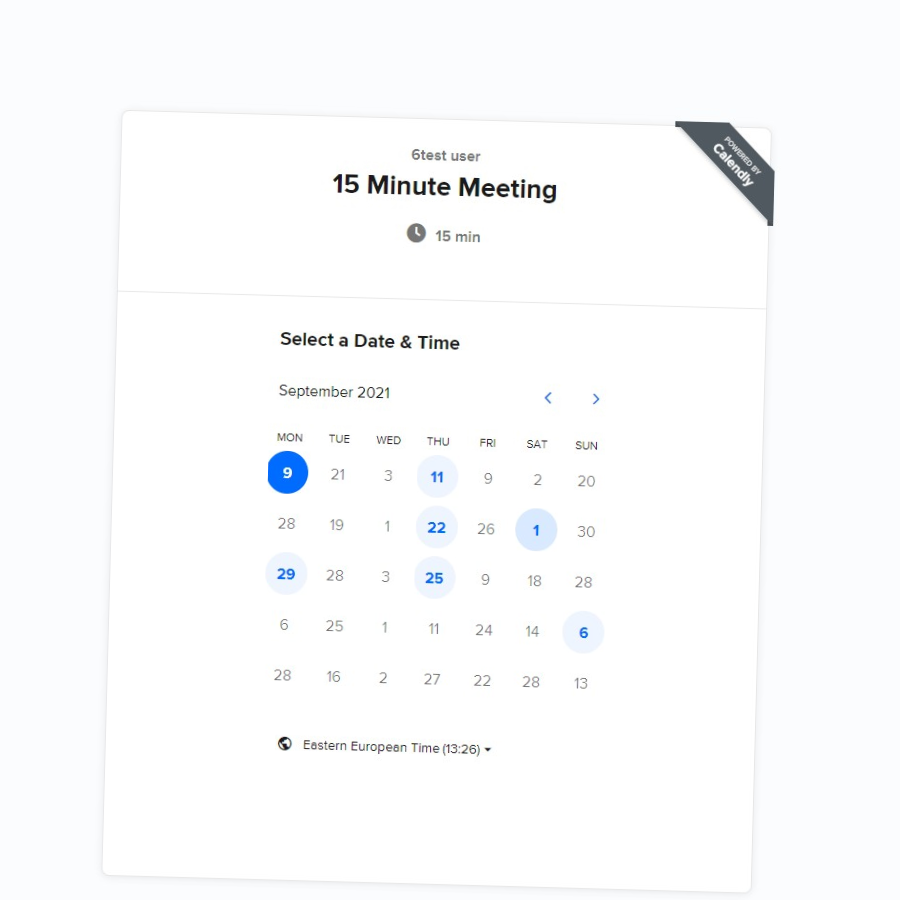 6test user
15 Minute Meeting
15 min
POWERED BY
Calendly
Select a Date & Time
September 2021
MON TUE WED THU FRI SAT SUN
9 21 3 11 9 2 20
28 19 1 22 26 1 30
29 28 3 25 9 18 28
6 25 1 11 24 14 6
28 16 2 27 22 28 13
Eastern European Time (13:26)